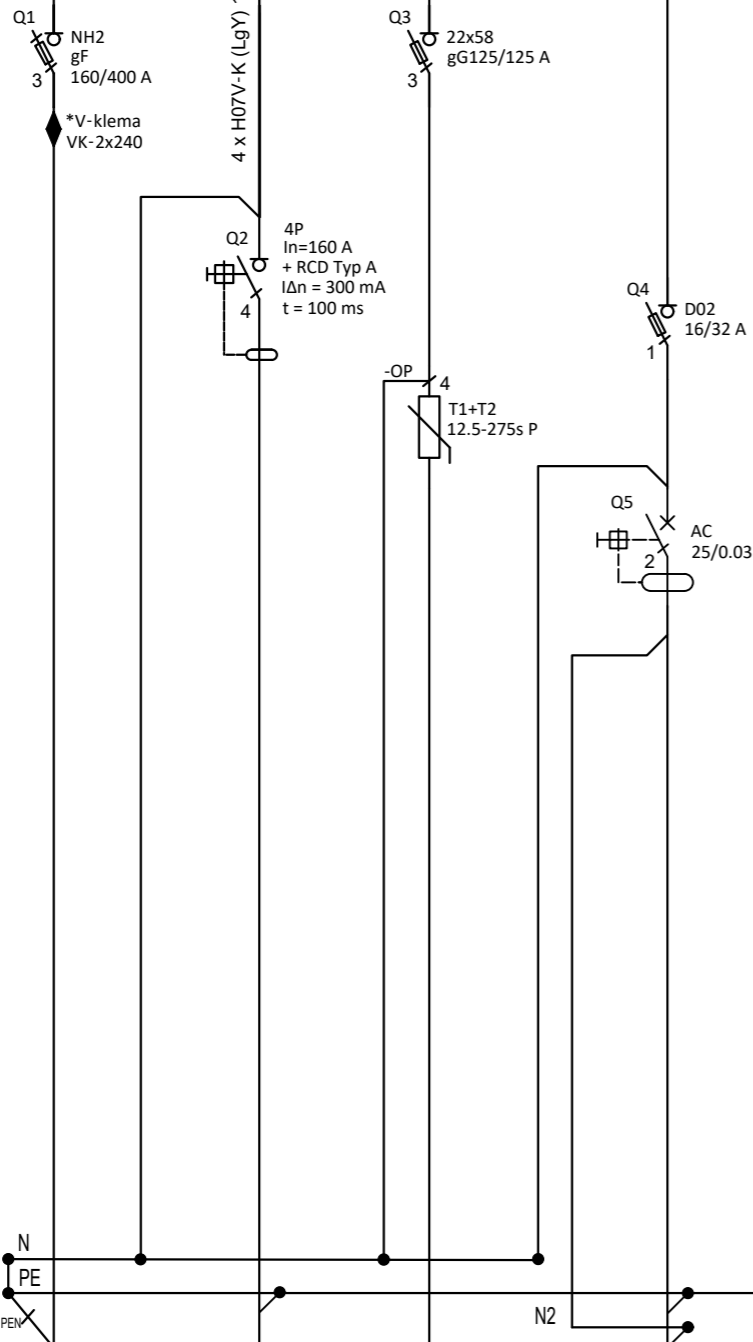 Q1
NH2
gF
160/400 A
3
*V-klema
VK-2x240
4 x H07V-K (LgY)
Q2
4P
In=160 A
+ RCD Typ A
I∆n = 300 mA
t = 100 ms
4
Q3
22x58
gG125/125 A
3
-OP
4
T1+T2
12.5-275s P
Q4
D02
16/32 A
1
Q5
AC
25/0.03
2
N
PE
PEN
N2